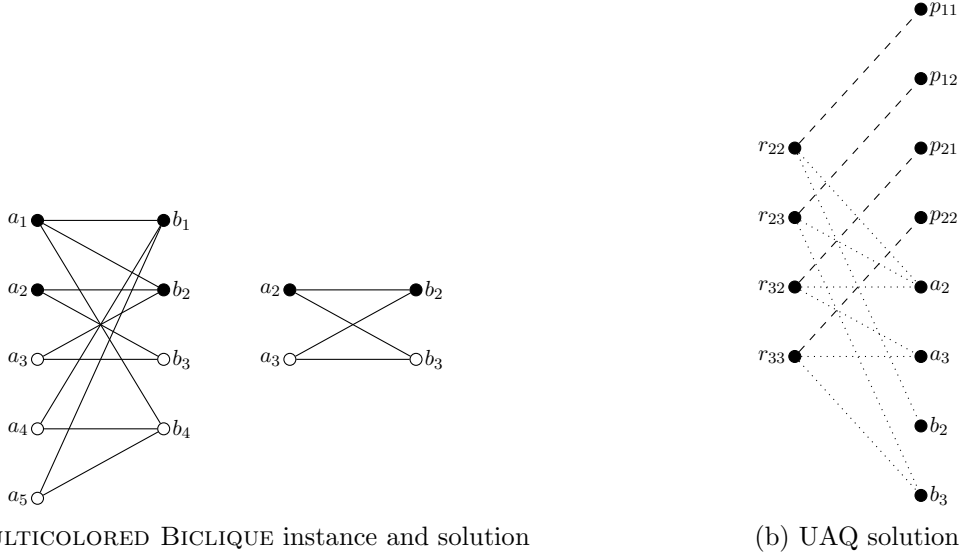 p11
p12
r22 p21
a1 b1 r23 p22
a2 b2 a2 b2 r32 a2
a3 b3 a3 b3 r33 a3
a4 b4 b2
a5 b3
ULTICOLORED BICLIQUE instance and solution (b) UAQ solution